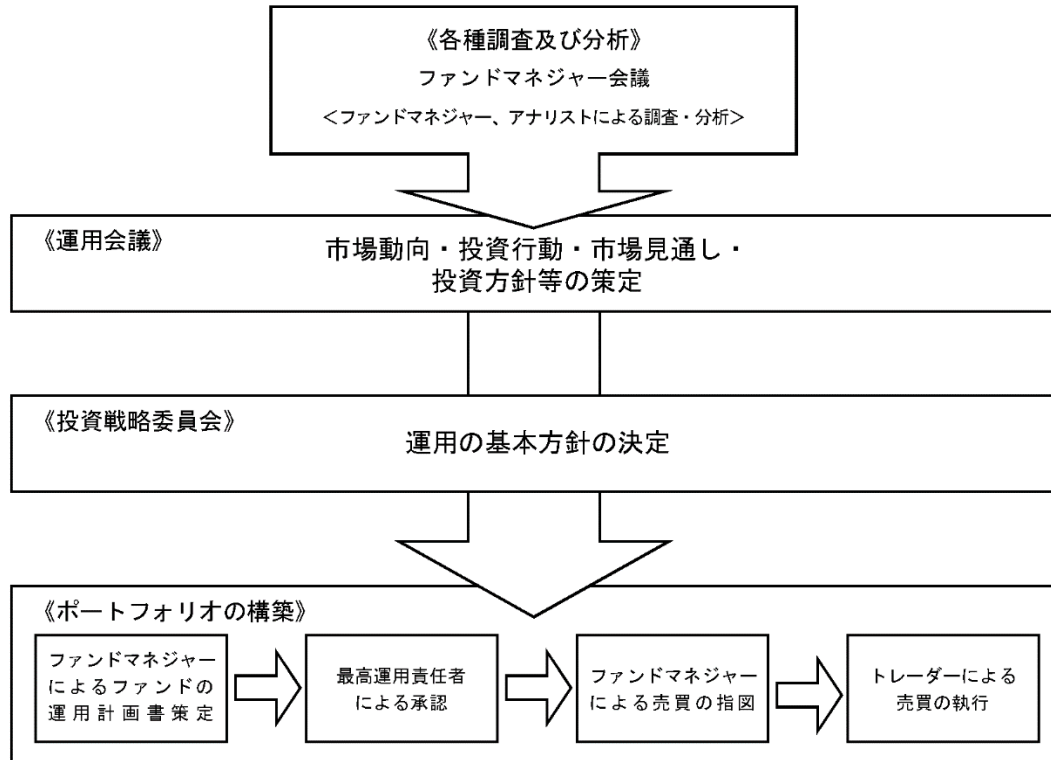 《各種調査及び分析》
ファンドマネジャー会議
＜ファンドマネジャー、アナリストによる調査・分析＞
《運用会議》
市場動向・投資行動・市場見通し・
投資方針等の策定
《投資戦略委員会》
運用の基本方針の決定
《ポートフォリオの構築》
ファンドマネジャー
によるファンドの
運用計画書策定
最高運用責任者
による承認
ファンドマネジャー
による売買の指図
トレーダーによる
売買の執行